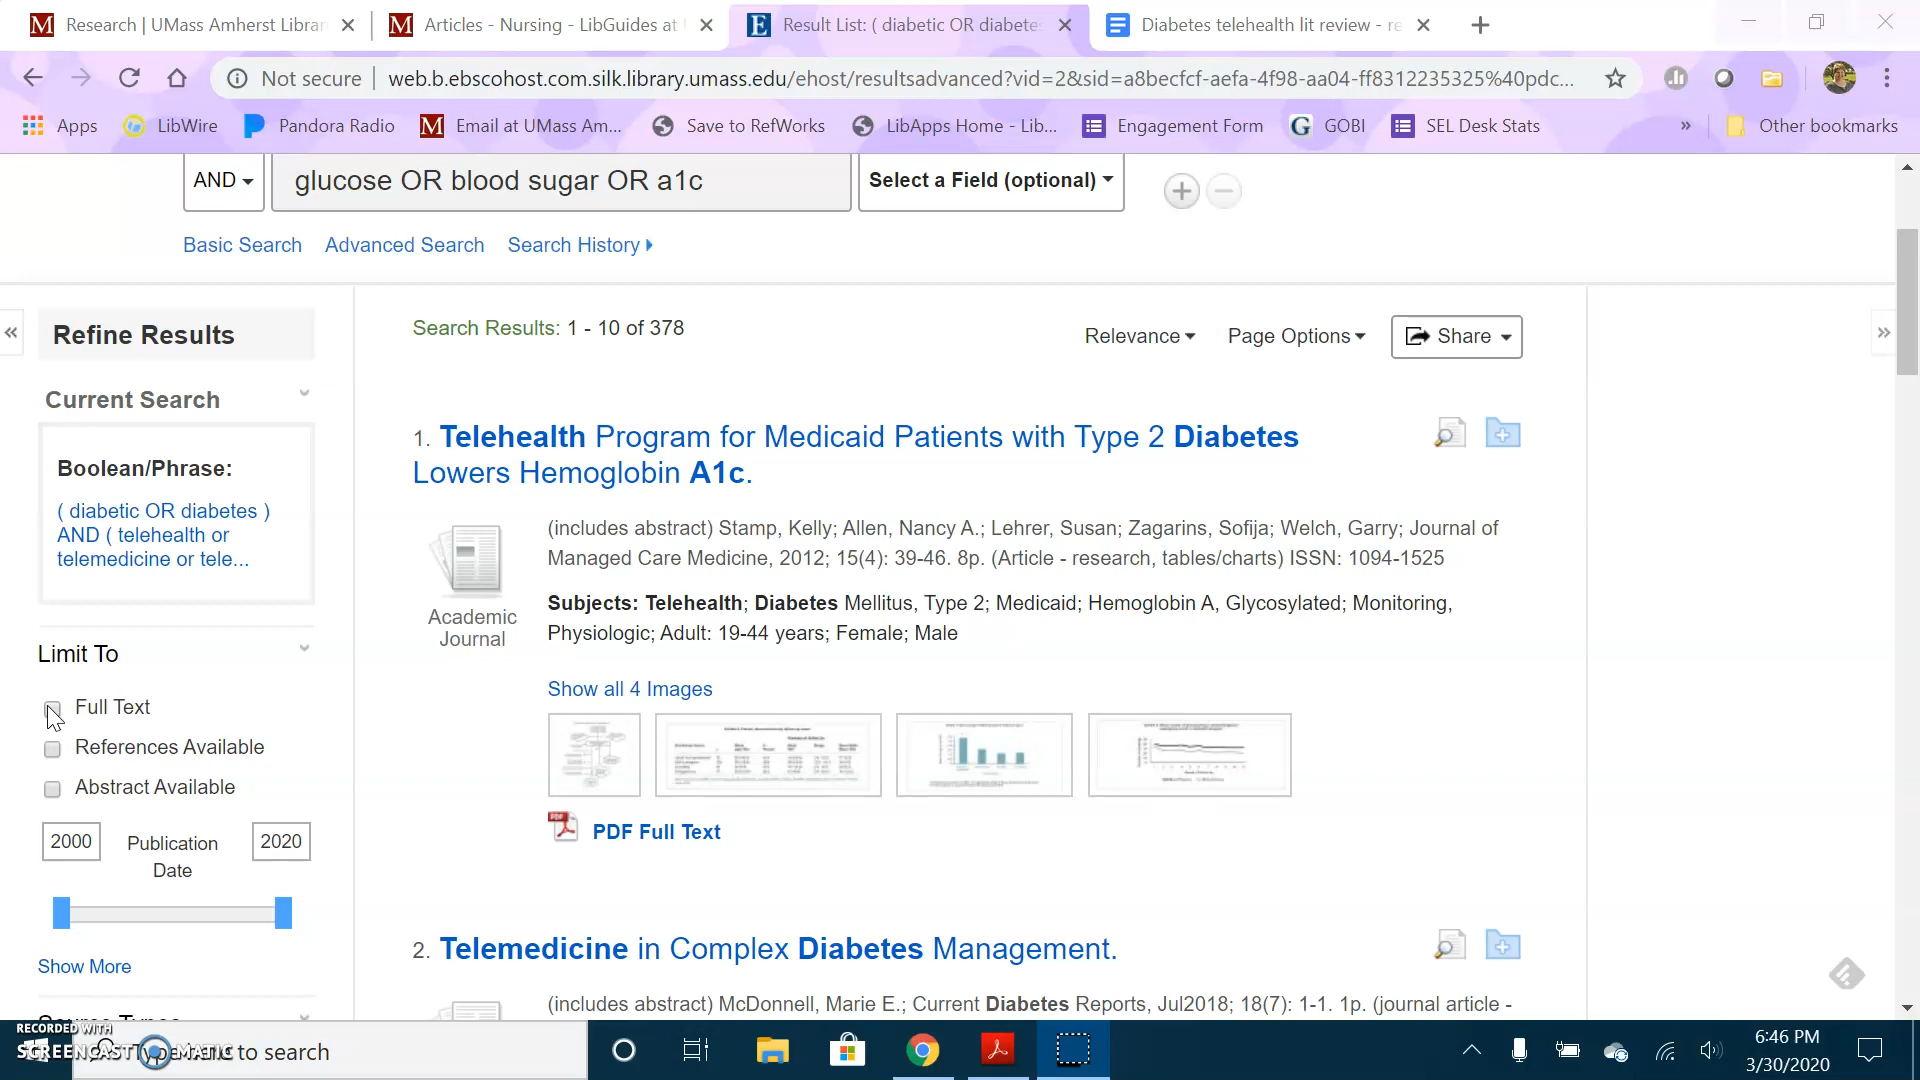 Research | UMass Amherst Librar
Articles - Nursing - LibGuides at
Result List: ( diabetic OR diabetes
Diabetes telehealth lit review - re
Not secure
web.b.ebscohost.com.silk.library.umass.edu/ehost/resultsadvanced?vid=2&sid=a8becfcf-aefa-4f98-aa04-ff8312235325%40pdc...
Apps
LibWire
Pandora Radio
Email at UMass Am...
Save to RefWorks
LibApps Home - Lib...
Engagement Form
GOBI
SEL Desk Stats
»
Other bookmarks
AND
glucose OR blood sugar OR a1c
Select a Field (optional)
Basic Search
Advanced Search
Search History
Refine Results
Current Search
Boolean/Phrase:
( diabetic OR diabetes )
AND ( telehealth or
telemedicine or tele...
Limit To
Full Text
References Available
Abstract Available
2000
Publication
Date
2020
Show More
Source Types
Search Results: 1 - 10 of 378
Relevance
Page Options
Share
1. Telehealth Program for Medicaid Patients with Type 2 Diabetes
Lowers Hemoglobin A1c.
Academic
Journal
(includes abstract) Stamp, Kelly; Allen, Nancy A.; Lehrer, Susan; Zagarins, Sofija; Welch, Garry; Journal of
Managed Care Medicine, 2012; 15(4): 39-46. 8p. (Article - research, tables/charts) ISSN: 1094-1525
Subjects: Telehealth; Diabetes Mellitus, Type 2; Medicaid; Hemoglobin A, Glycosylated; Monitoring,
Physiologic; Adult: 19-44 years; Female; Male
Show all 4 Images
PDF Full Text
2. Telemedicine in Complex Diabetes Management.
(includes abstract) McDonnell, Marie E.; Current Diabetes Reports, Jul2018; 18(7): 1-1. 1p. (journal article -
RECORDED WITH
SCREENCAST MATIC
Type here to search
6:46 PM
3/30/2020